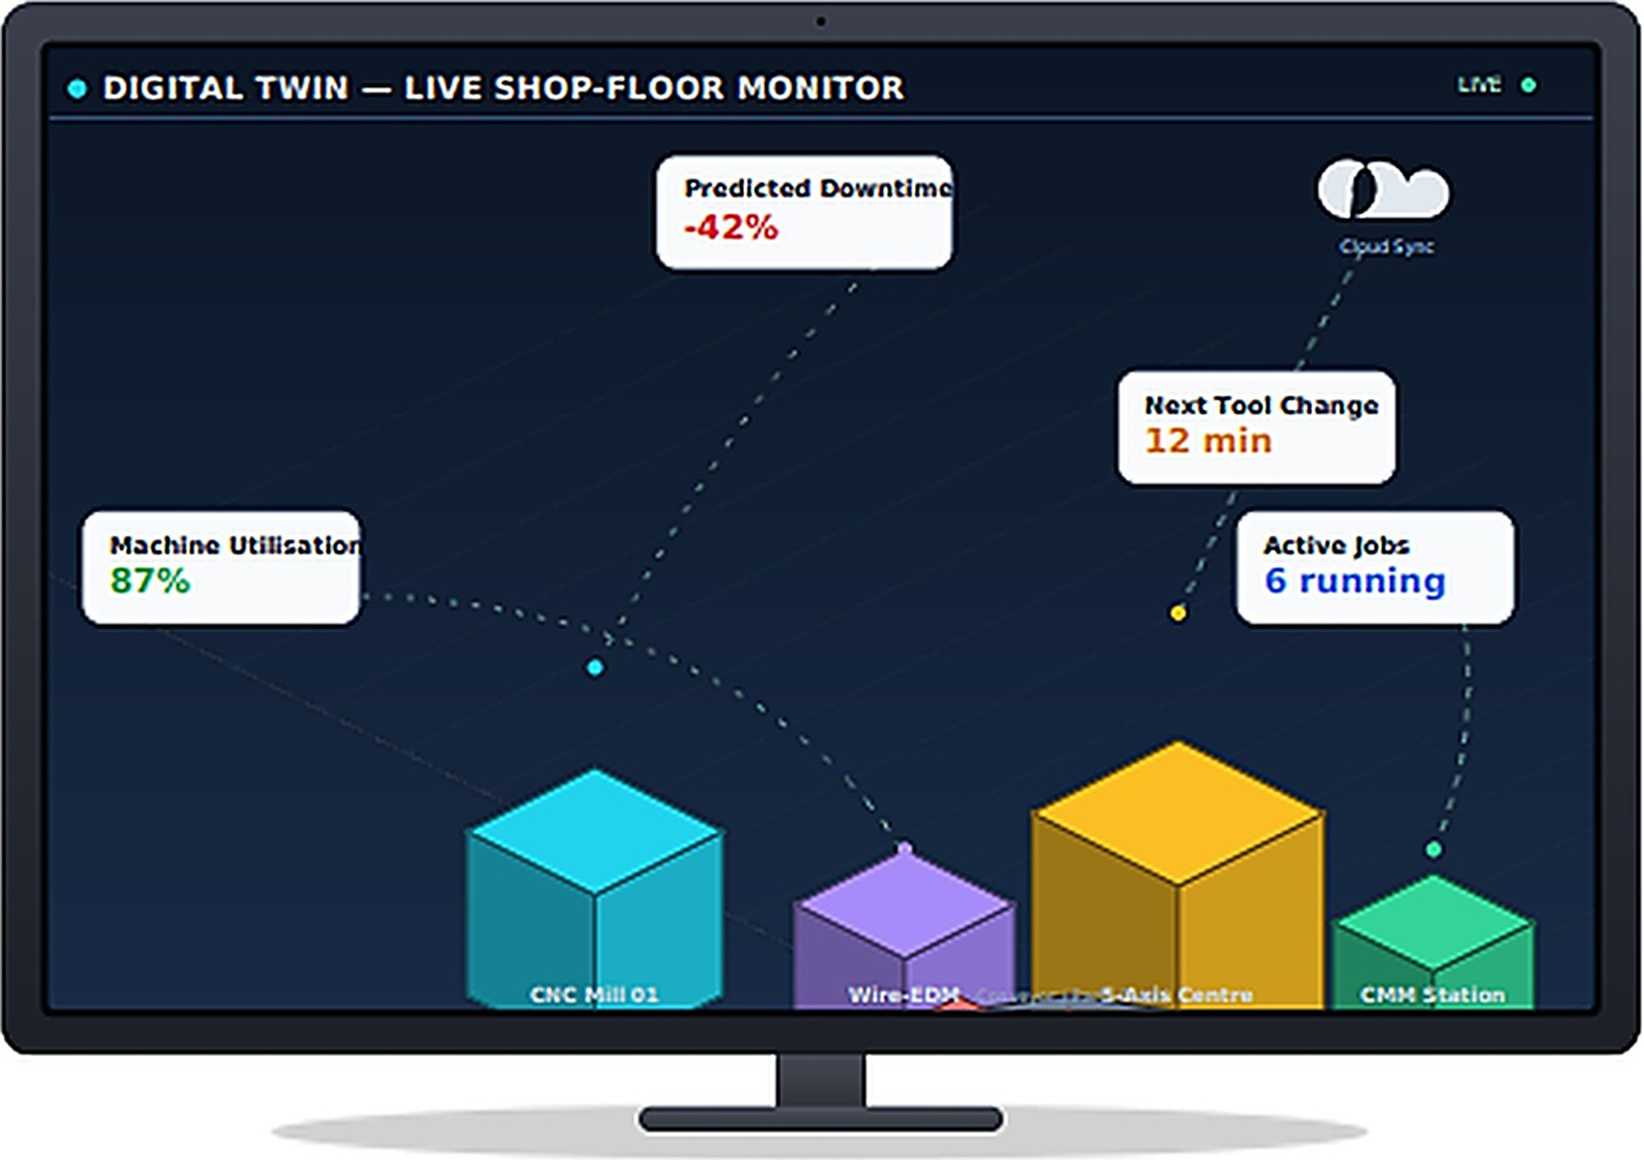 DIGITAL TWIN — LIVE SHOP-FLOOR MONITOR
LIVE
Predicted Downtime
-42%
Cloud Sync
Next Tool Change
12 min
Machine Utilisation
87%
Active Jobs
6 running
CNC Mill 01
Wire-EDM
5-Axis Centre
CMM Station